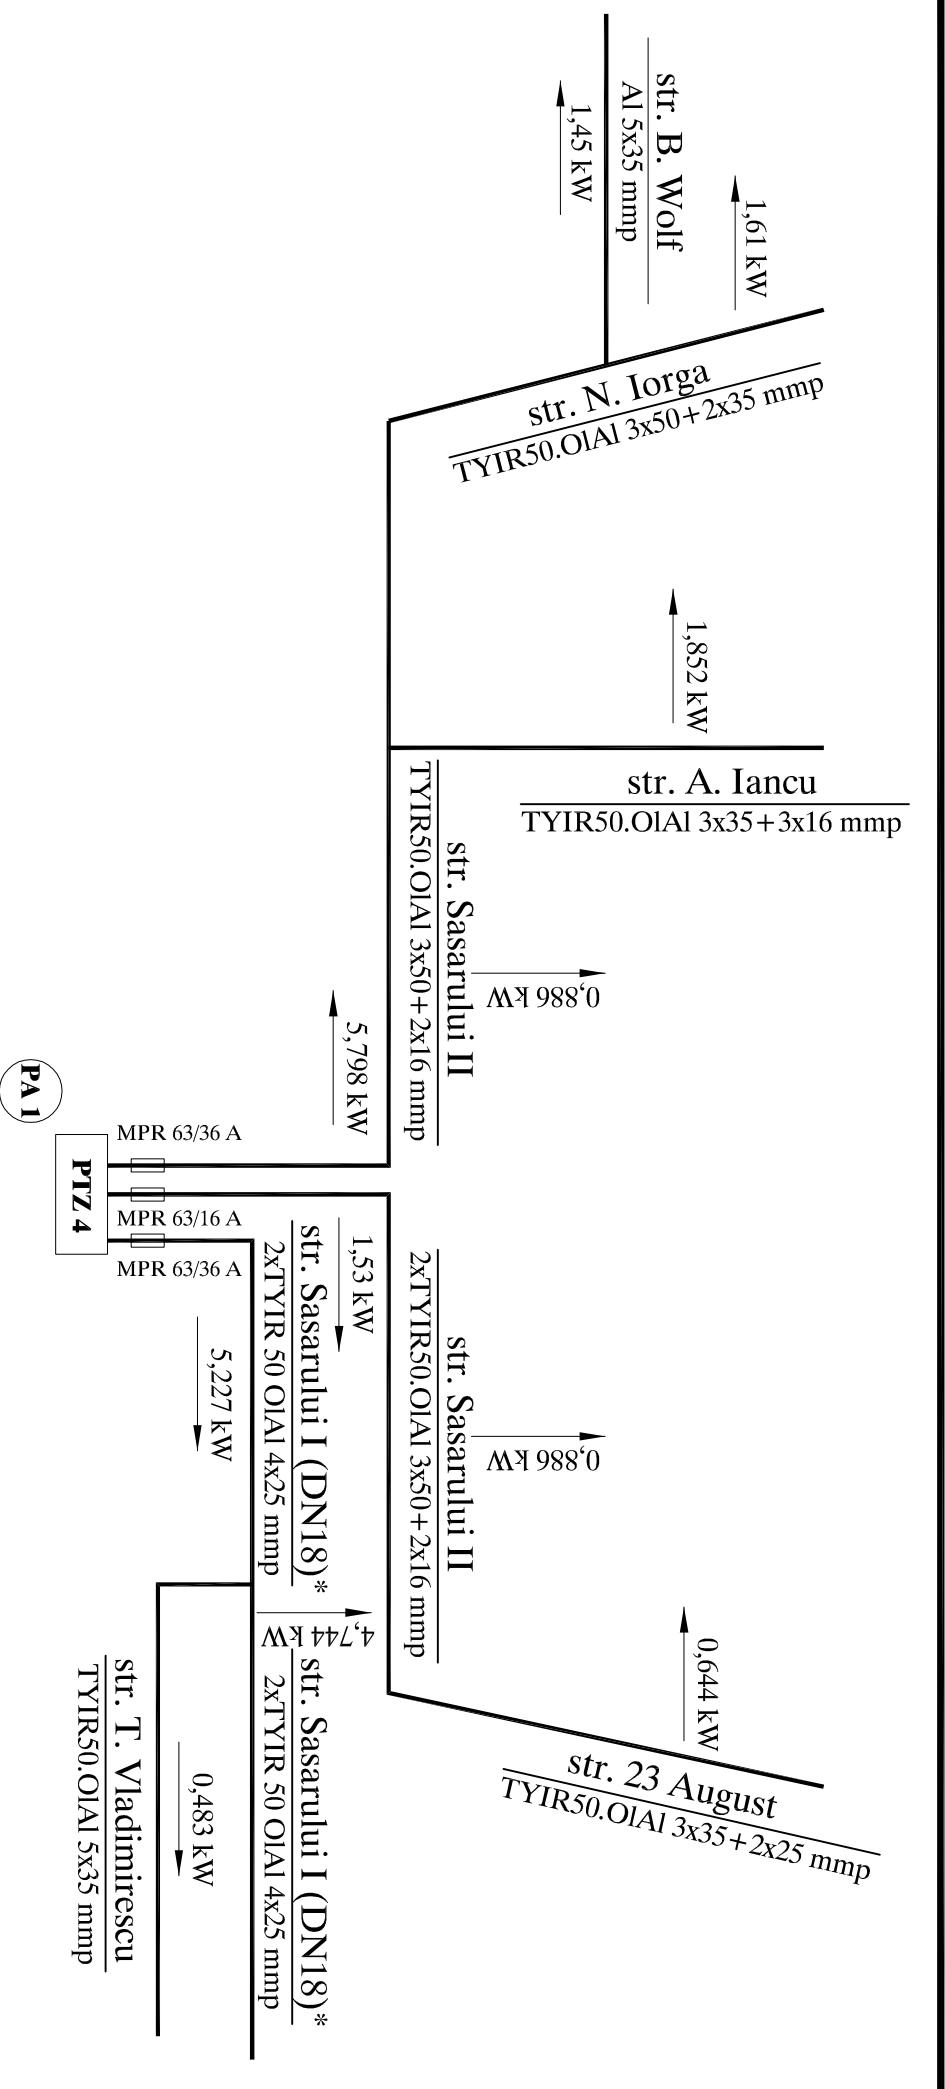 str. B. Wolf
Al 5x35 mmp
1,45 kW
1,61 kW
str. N. Iorga
TYIR50.OlAl 3x50+2x35 mmp
1,852 kW
str. A. Iancu
TYIR50.OlAl 3x35+3x16 mmp
str. Sasarului II
TYIR50.OlAl 3x50+2x16 mmp
0,886 kW
5,798 kW
PA 1
PTZ 4
MPR 63/36 A
MPR 63/16 A
MPR 63/36 A
1,53 kW
str. Sasarului I (DN18)*
2xTYIR 50 OlAl 4x25 mmp
5,227 kW
str. Sasarului II
2xTYIR50.OlAl 3x50+2x16 mmp
0,886 kW
4,744 kW
0,644 kW
str. 23 August
TYIR50.OlAl 3x35+2x25 mmp
str. Sasarului I (DN18)*
2xTYIR 50 OlAl 4x25 mmp
0,483 kW
str. T. Vladimirescu
TYIR50.OlAl 5x35 mmp